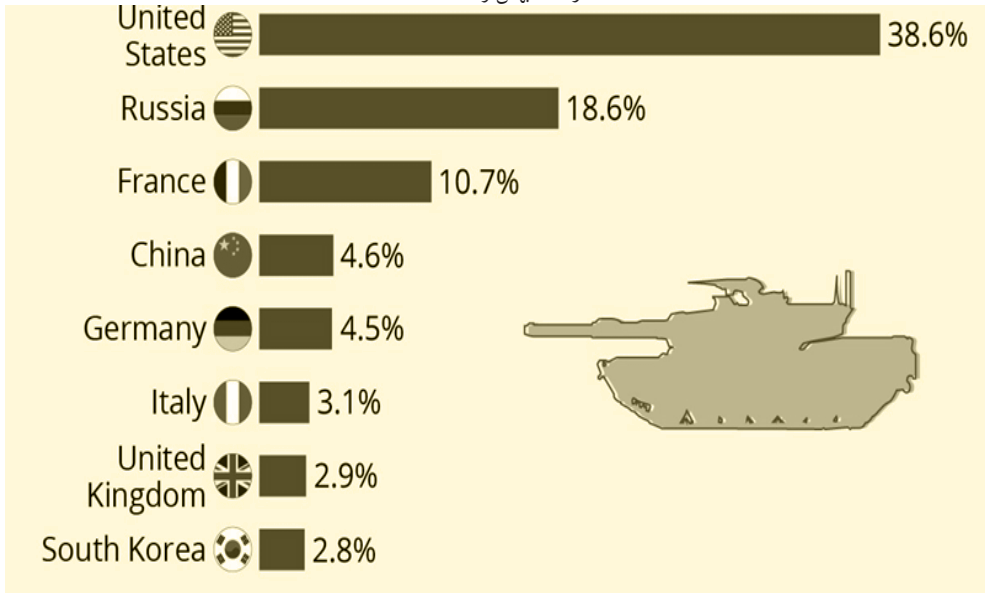 United
States
38.6%
Russia
18.6%
France
10.7%
China
4.6%
Germany
4.5%
Italy
3.1%
United
Kingdom
2.9%
South Korea
2.8%